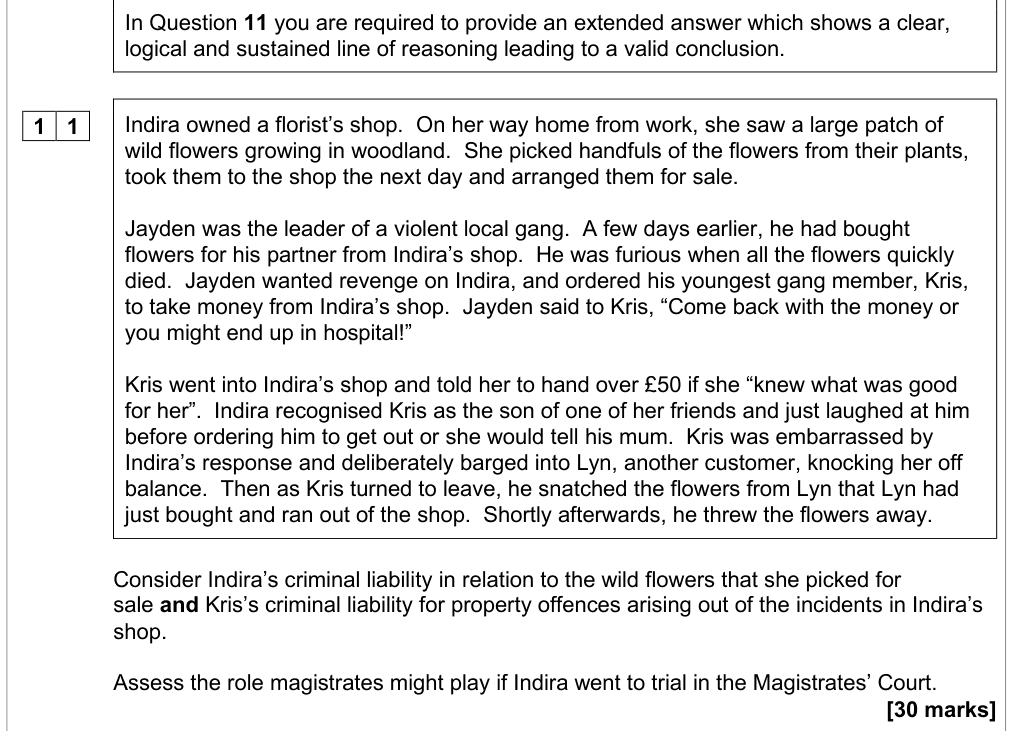 In Question 11 you are required to provide an extended answer which shows a clear,
logical and sustained line of reasoning leading to a valid conclusion.
1 1
Indira owned a florist’s shop.  On her way home from work, she saw a large patch of
wild flowers growing in woodland.  She picked handfuls of the flowers from their plants,
took them to the shop the next day and arranged them for sale.
Jayden was the leader of a violent local gang.  A few days earlier, he had bought
flowers for his partner from Indira’s shop.  He was furious when all the flowers quickly
died.  Jayden wanted revenge on Indira, and ordered his youngest gang member, Kris,
to take money from Indira’s shop.  Jayden said to Kris, “Come back with the money or
you might end up in hospital!”
Kris went into Indira’s shop and told her to hand over £50 if she “knew what was good
for her”.  Indira recognised Kris as the son of one of her friends and just laughed at him
before ordering him to get out or she would tell his mum.  Kris was embarrassed by
Indira’s response and deliberately barged into Lyn, another customer, knocking her off
balance.  Then as Kris turned to leave, he snatched the flowers from Lyn that Lyn had
just bought and ran out of the shop.  Shortly afterwards, he threw the flowers away.
Consider Indira’s criminal liability in relation to the wild flowers that she picked for
sale and Kris’s criminal liability for property offences arising out of the incidents in Indira’s
shop.
Assess the role magistrates might play if Indira went to trial in the Magistrates’ Court.
[30 marks]